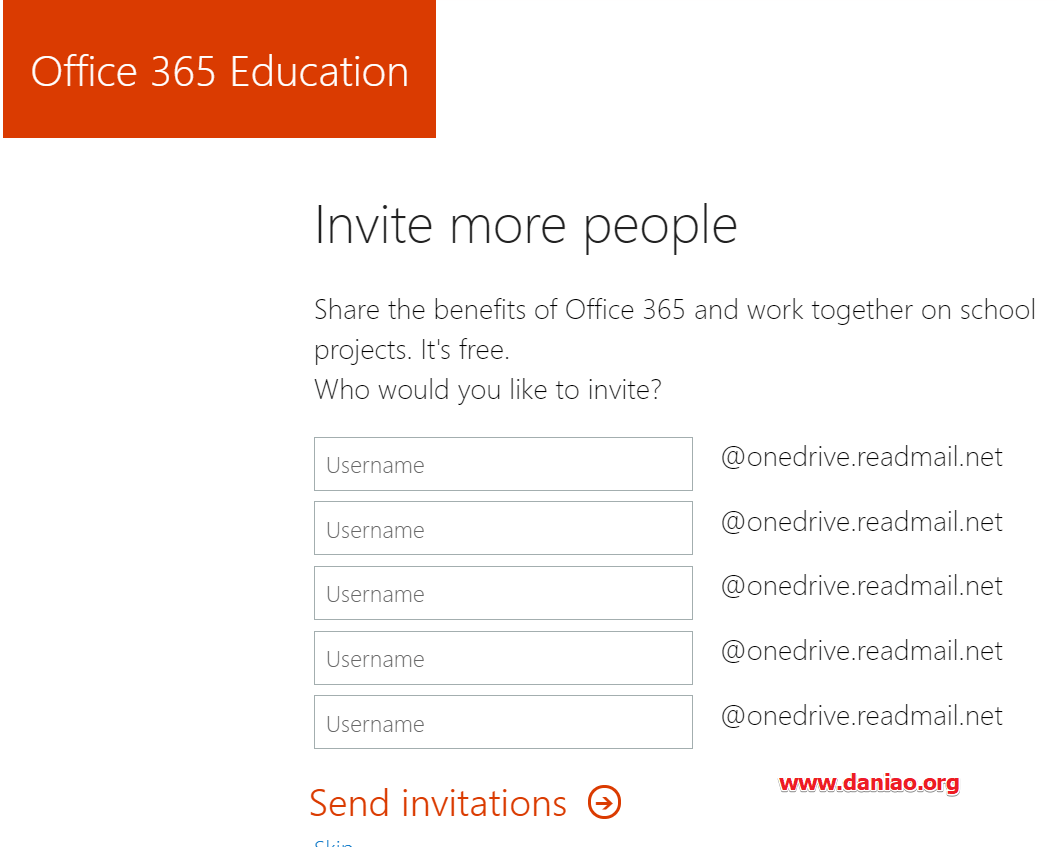 Office 365 Education
Invite more people
Share the benefits of Office 365 and work together on school
projects. It's free.
Who would you like to invite?
Username @onedrive.readmail.net
Username @onedrive.readmail.net
Username @onedrive.readmail.net
Username @onedrive.readmail.net
Username @onedrive.readmail.net
www.daniao.org
Send invitations
Skip